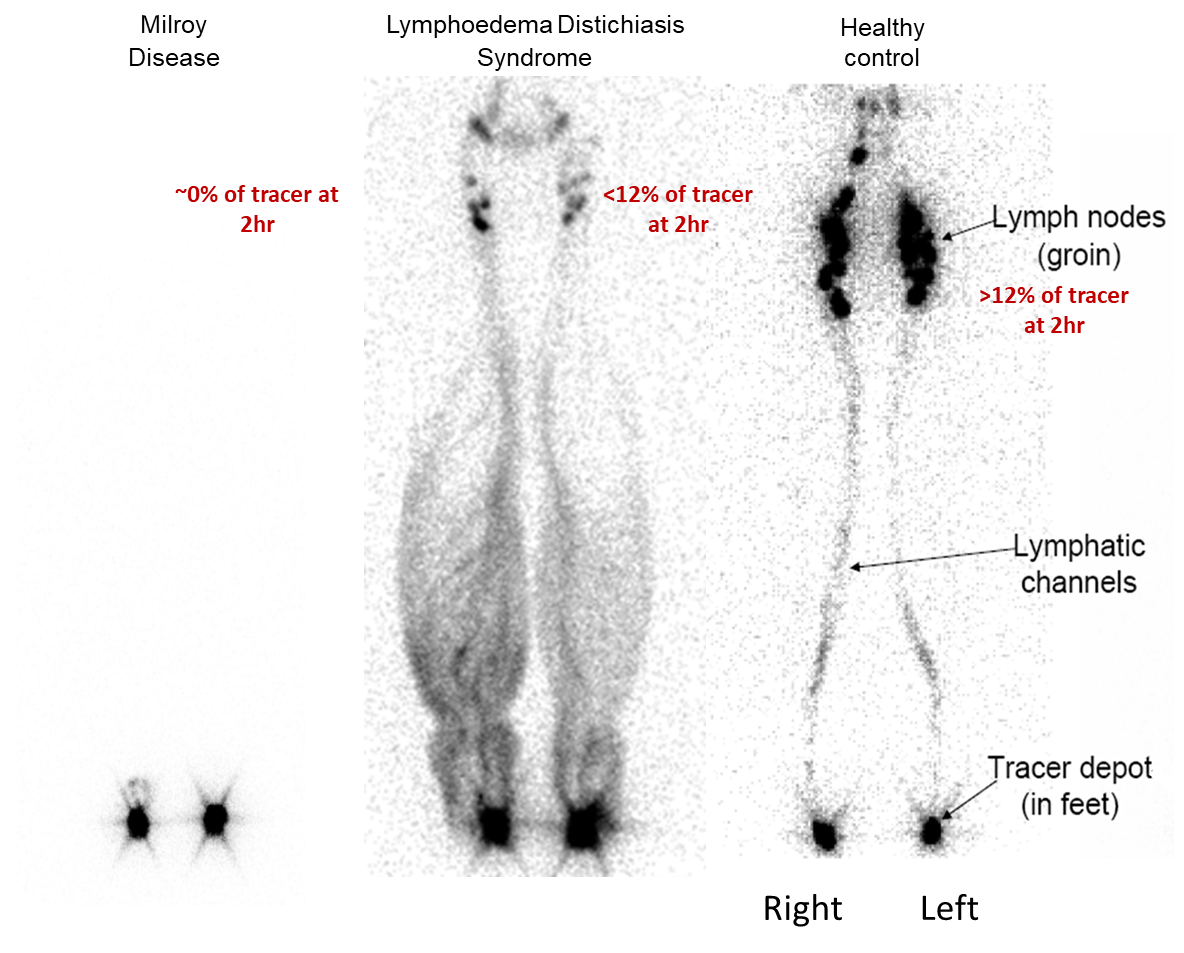 Milroy
Disease
Lymphoedema Distichiasis
Syndrome
Healthy
control
~0% of tracer at
2hr
<12% of tracer
at 2hr
Lymph nodes
(groin)
>12% of tracer
at 2hr
Lymphatic
channels
Tracer depot
(in feet)
Right
Left